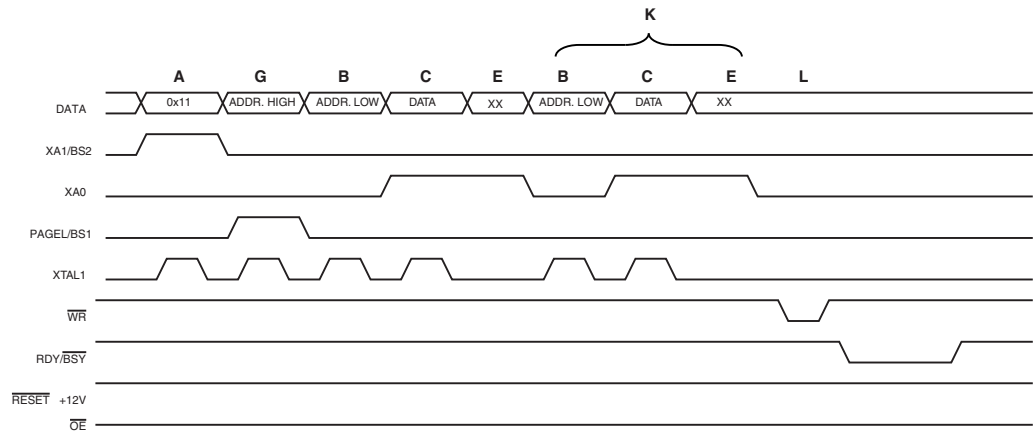 K
A G B C E B C E L
DATA 0x11 ADDR. HIGH ADDR. LOW DATA XX ADDR. LOW DATA XX
XA1/BS2
XA0
PAGEL/BS1
XTAL1
WR
RDY/BSY
RESET +12V
OE